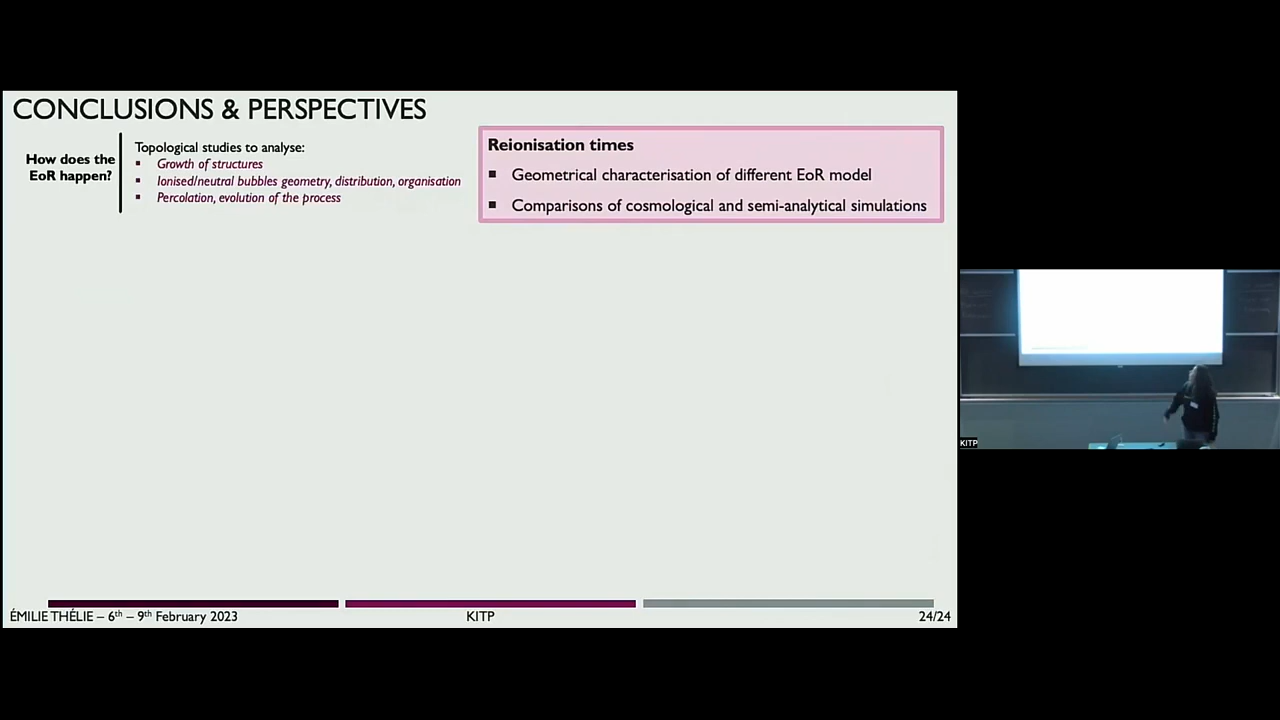 CONCLUSIONS & PERSPECTIVES
How does the
EoR happen?
Topological studies to analyse:
▪ Growth of structures
▪ Ionised/neutral bubbles geometry, distribution, organisation
▪ Percolation, evolution of the process
Reionisation times
▪ Geometrical characterisation of different EoR model
▪ Comparisons of cosmological and semi-analytical simulations
ÉMILIE THÉLIE – 6th – 9th February 2023
KITP
24/24
KITP